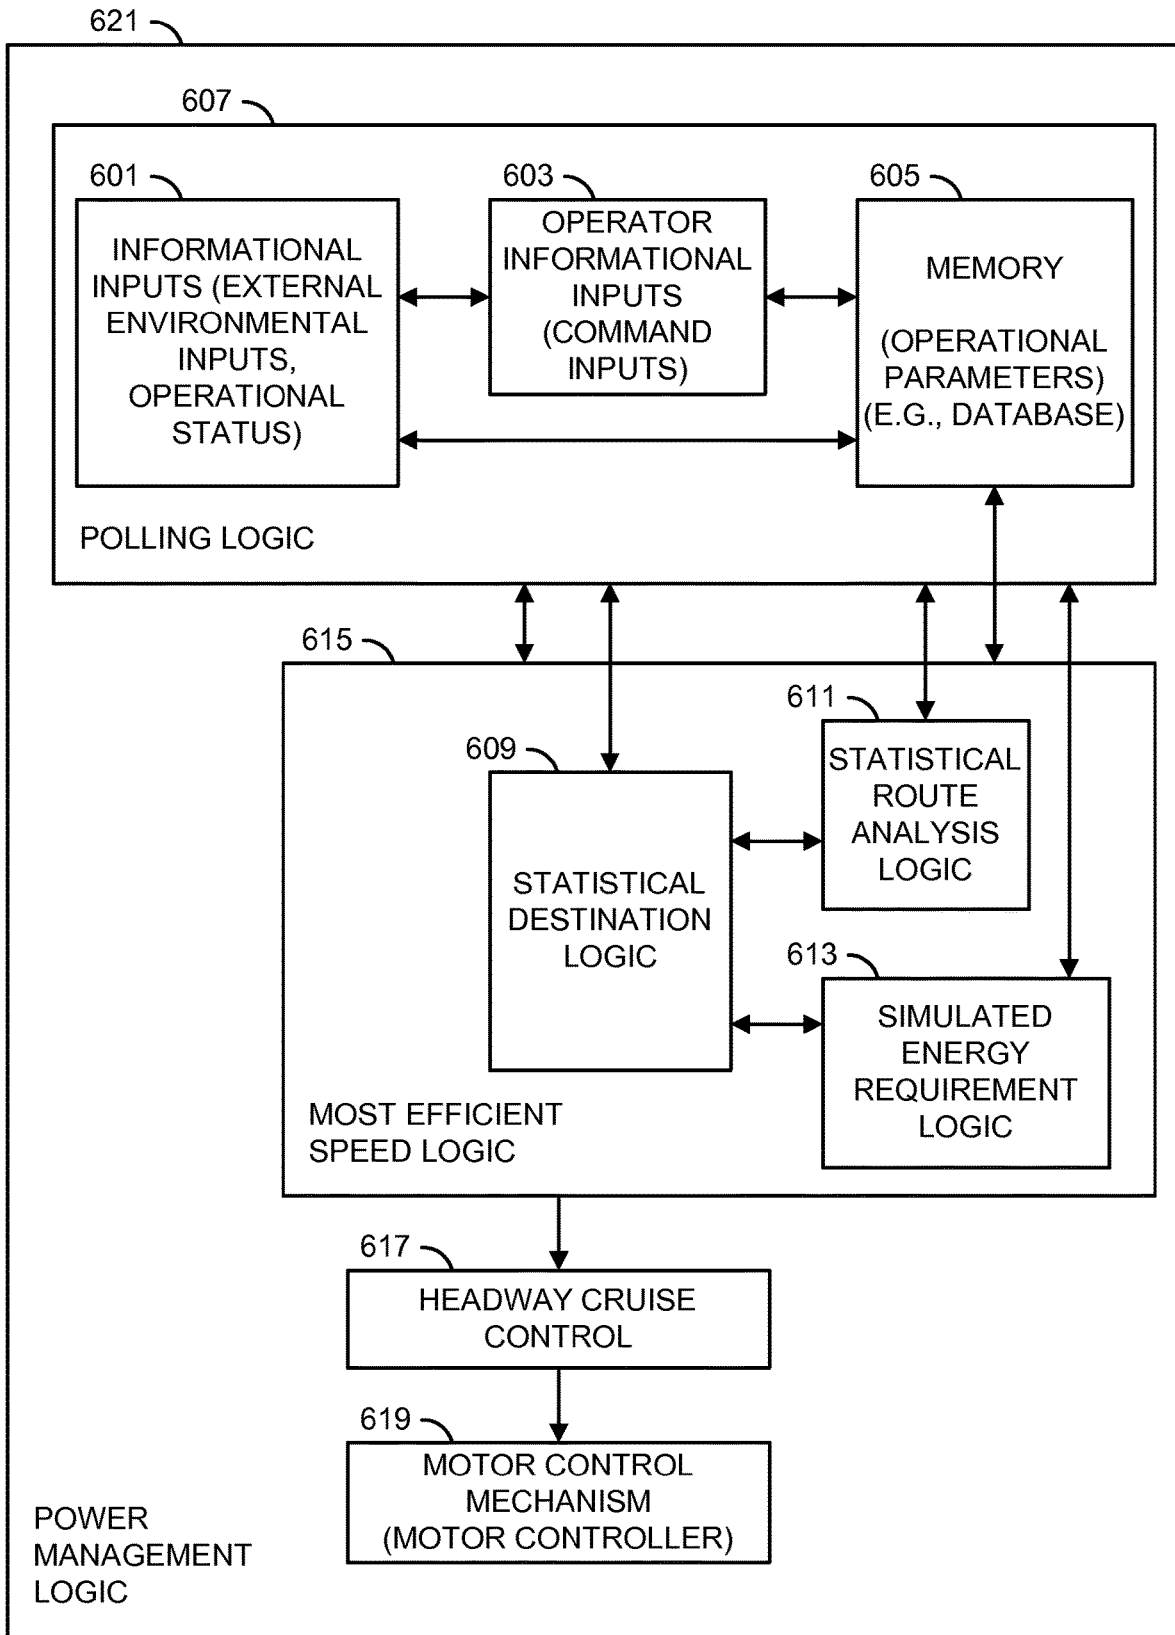 621
607
601
INFORMATIONAL
INPUTS (EXTERNAL
ENVIRONMENTAL
INPUTS,
OPERATIONAL
STATUS)
603
OPERATOR
INFORMATIONAL
INPUTS
(COMMAND
INPUTS)
605
MEMORY
(OPERATIONAL
PARAMETERS)
(E.G., DATABASE)
POLLING LOGIC
615
609
STATISTICAL
DESTINATION
LOGIC
611
STATISTICAL
ROUTE
ANALYSIS
LOGIC
613
SIMULATED
ENERGY
REQUIREMENT
LOGIC
MOST EFFICIENT
SPEED LOGIC
617
HEADWAY CRUISE
CONTROL
619
MOTOR CONTROL
MECHANISM
(MOTOR CONTROLLER)
POWER
MANAGEMENT
LOGIC